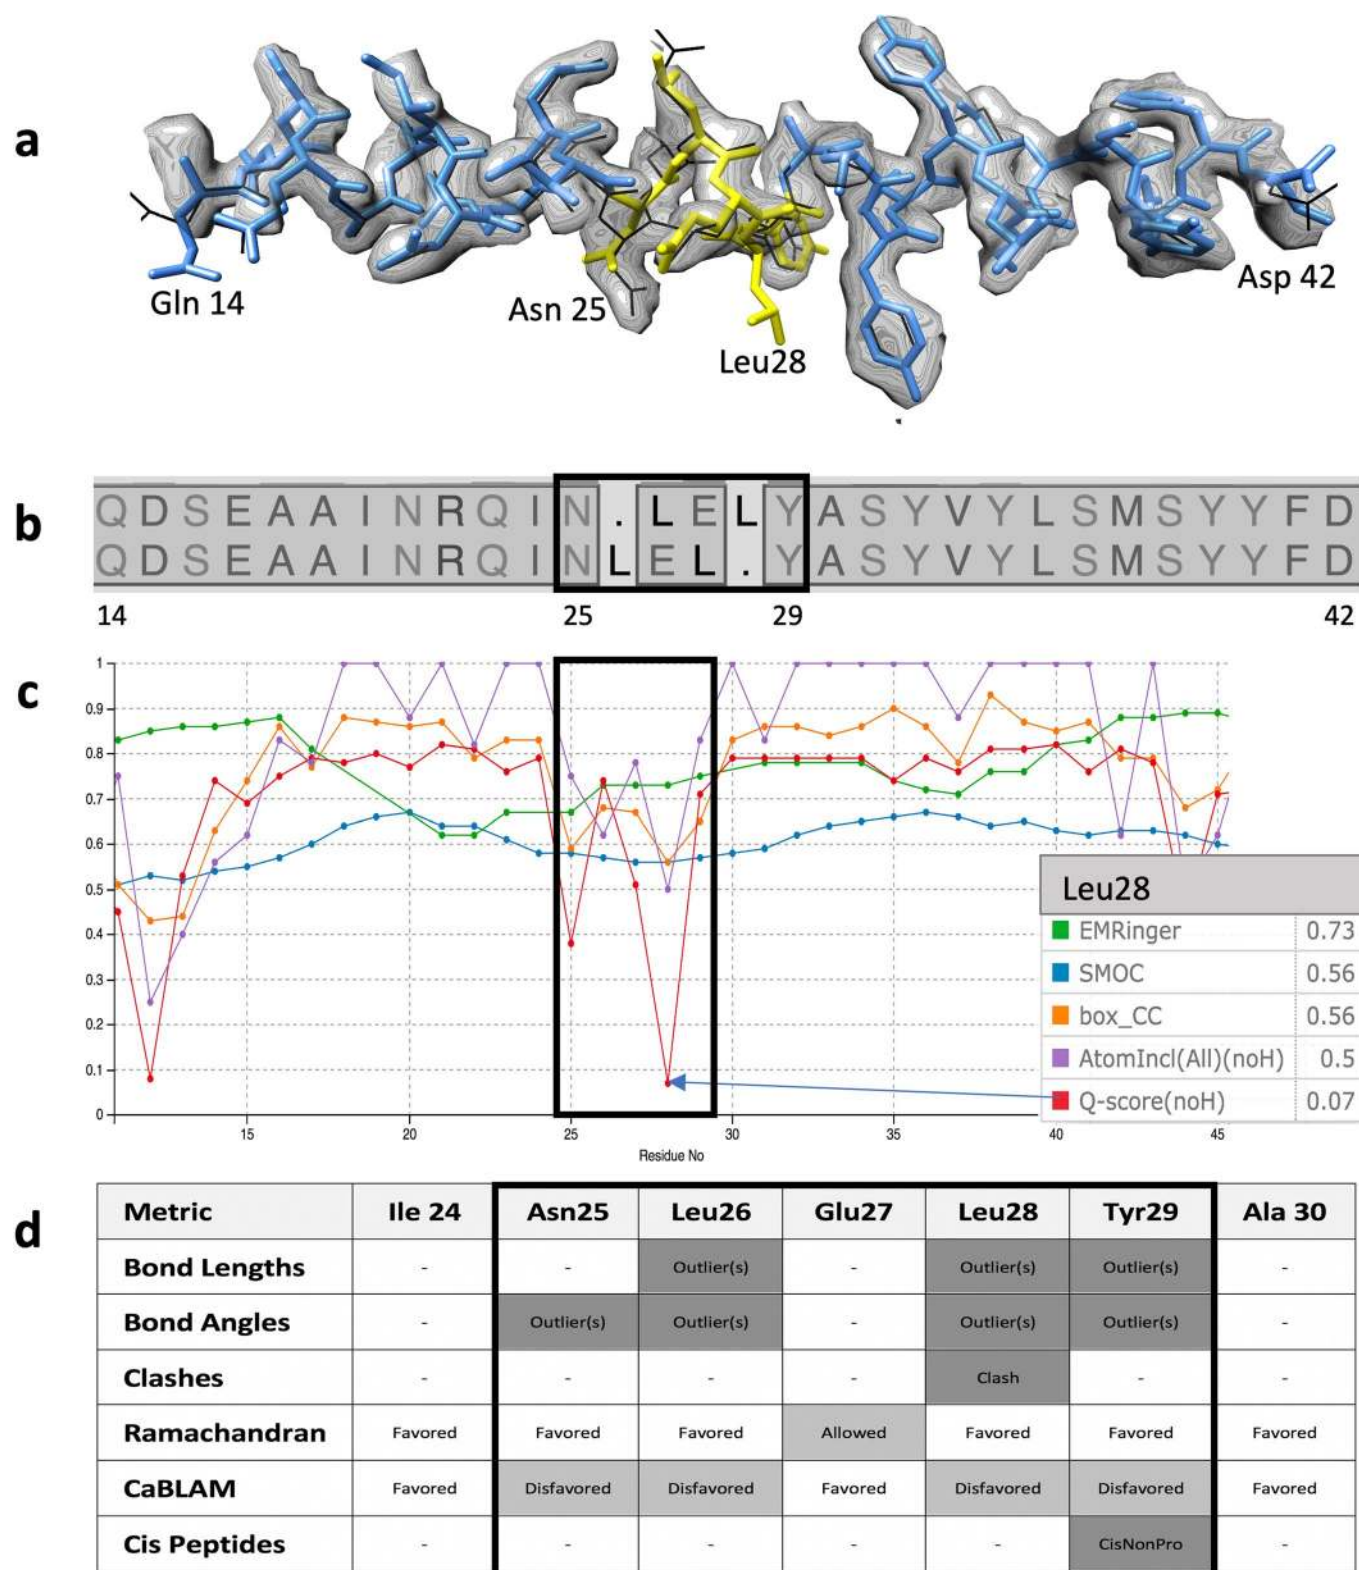 a
Gln 14
Asn 25
Leu28
Asp 42
b
Q D S E A A I N R Q I N . L E L Y A S Y V Y L S M S Y Y F D
Q D S E A A I N R Q I N L E L . Y A S Y V Y L S M S Y Y F D
14 25 29 42
c
1
0.9
0.8
0.7
0.6
0.5
0.4
0.3
0.2
0.1
0
15 20 25 30 35 40 45
Residue No
Leu28
EMRinger 0.73
SMOC 0.56
box_CC 0.56
AtomIncl(All)(noH) 0.5
Q-score(noH) 0.07
d
Metric Ile 24 Asn25 Leu26 Glu27 Leu28 Tyr29 Ala 30
Bond Lengths - - Outlier(s) - Outlier(s) Outlier(s) -
Bond Angles - Outlier(s) Outlier(s) - Outlier(s) Outlier(s) -
Clashes - - - - Clash - -
Ramachandran Favored Favored Favored Allowed Favored Favored Favored
CaBLAM Favored Disfavored Disfavored Favored Disfavored Disfavored Favored
Cis Peptides - - - - - CisNonPro -